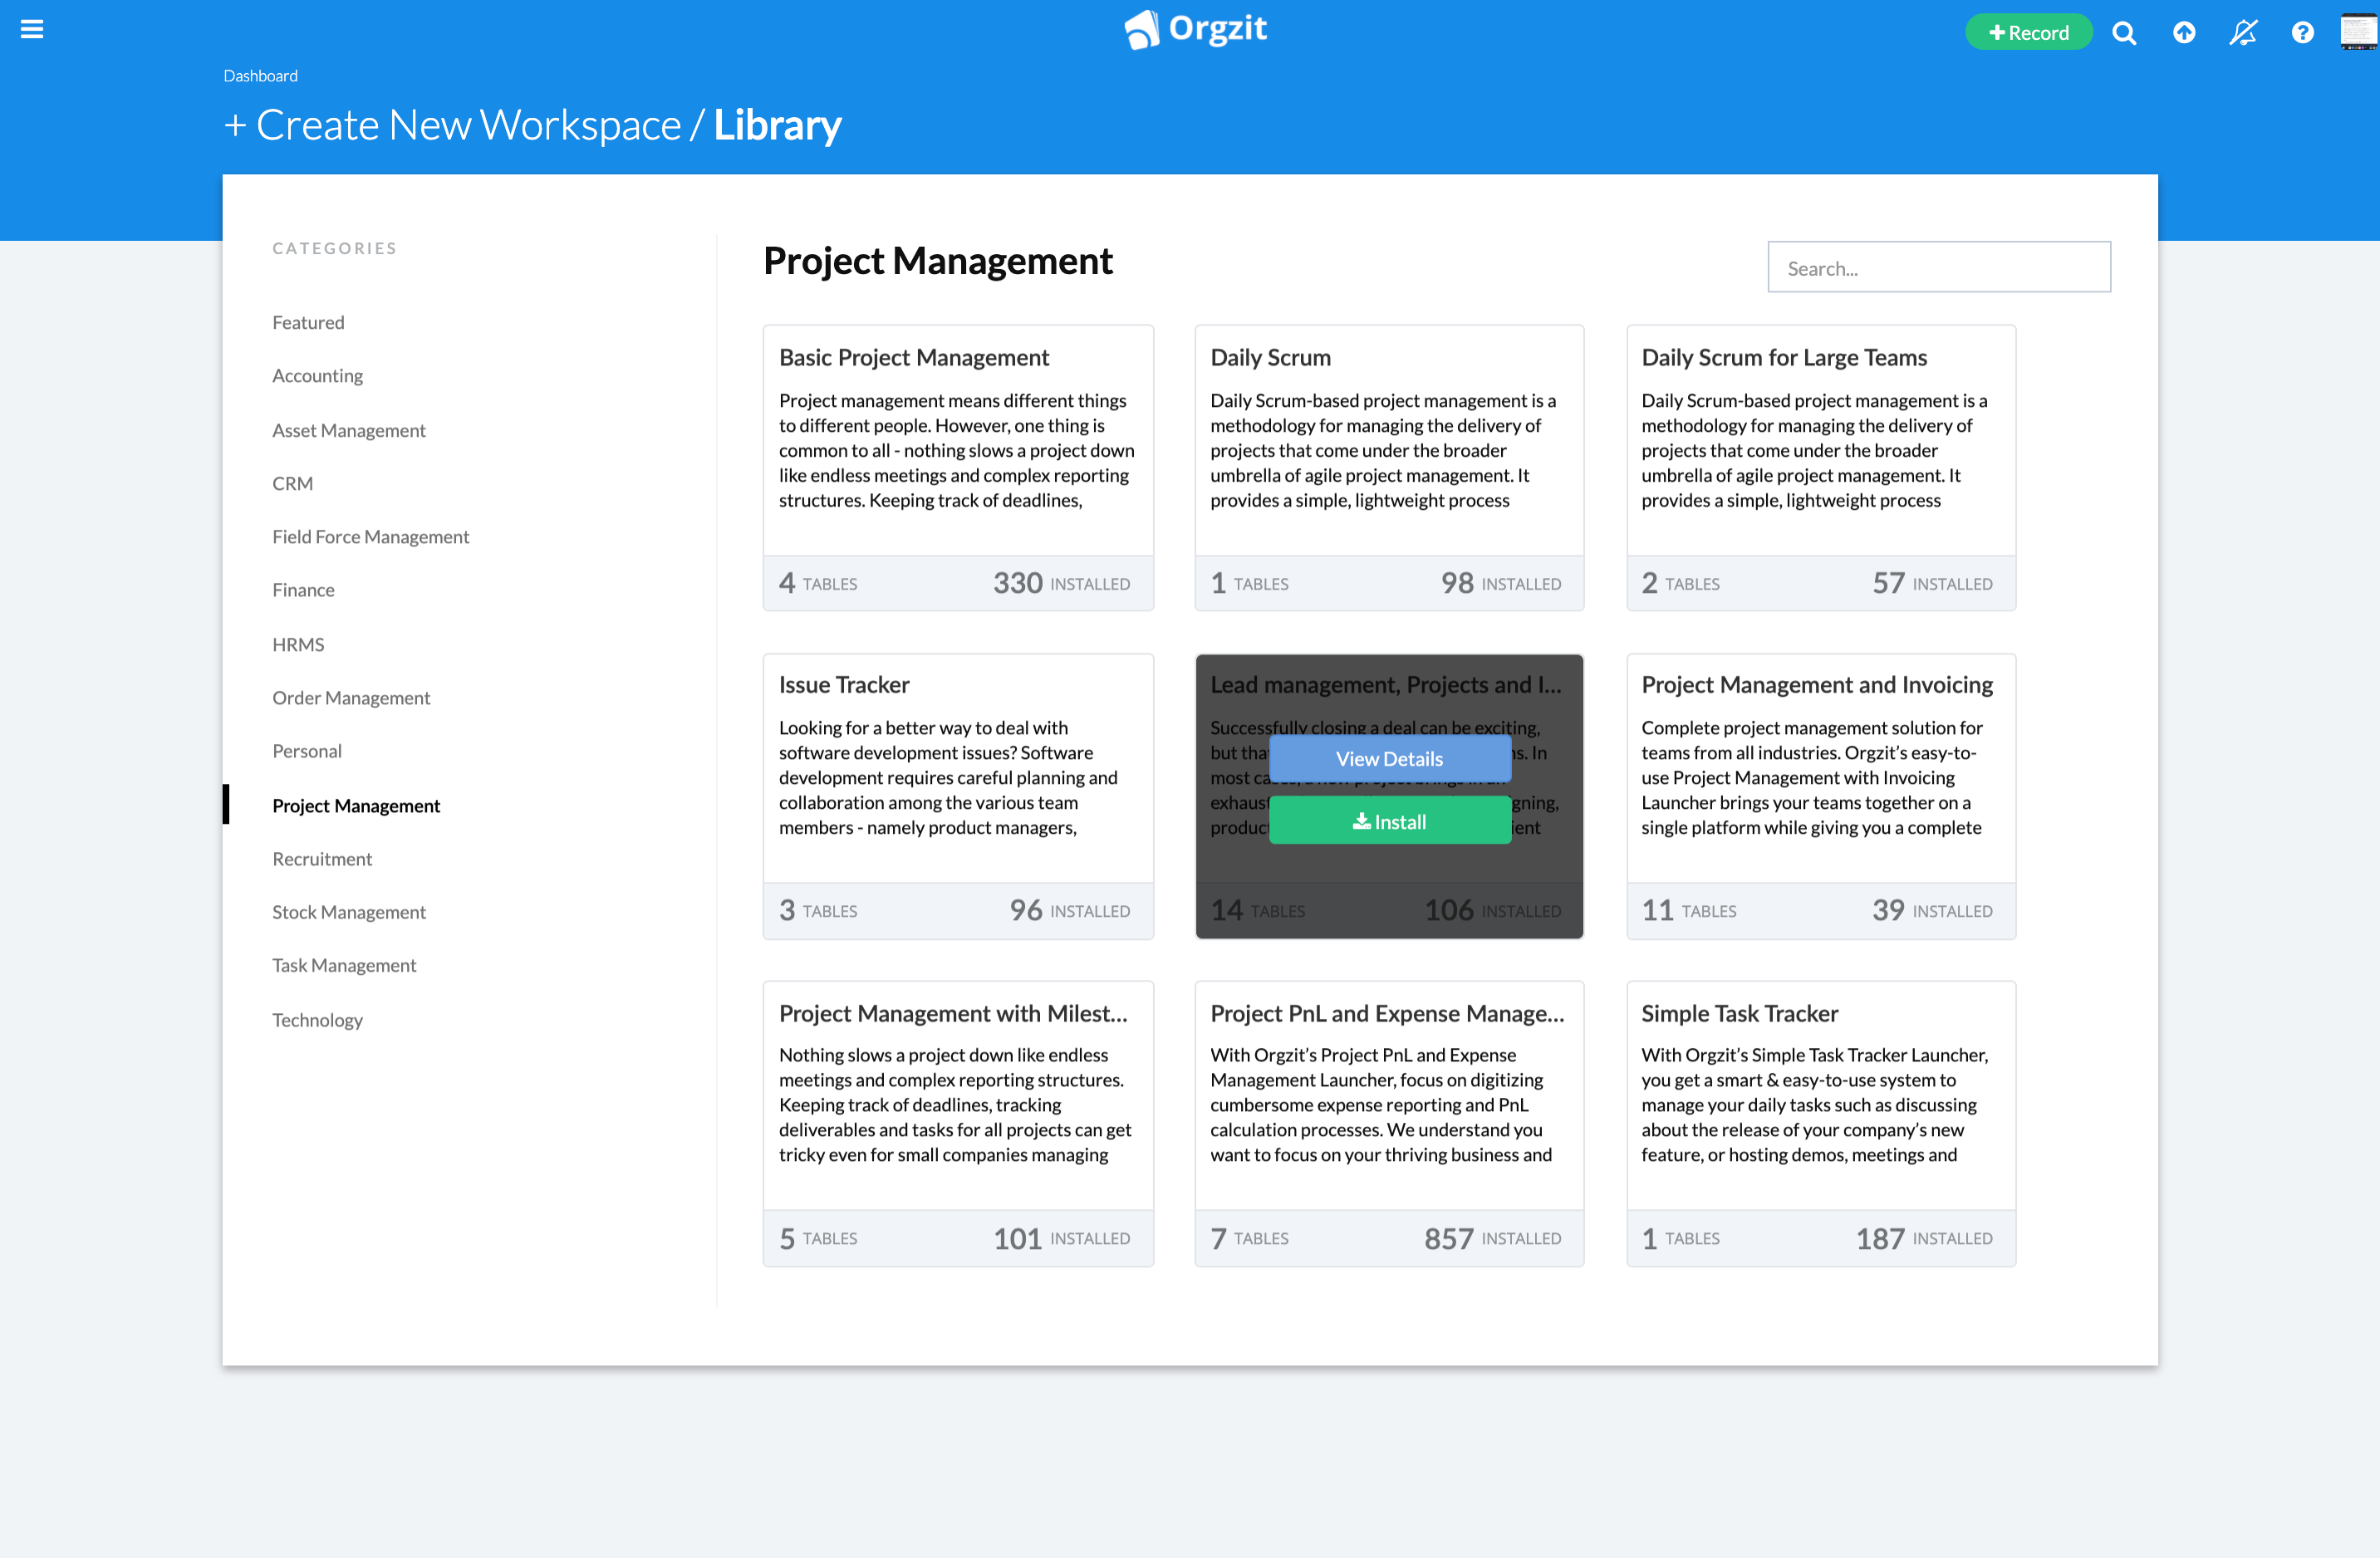 Orgzit
+ Record
Dashboard
+ Create New Workspace / Library
CATEGORIES
Featured
Accounting
Asset Management
CRM
Field Force Management
Finance
HRMS
Order Management
Personal
Project Management
Recruitment
Stock Management
Task Management
Technology
Project Management
Search...
Basic Project Management
Project management means different things
to different people. However, one thing is
common to all - nothing slows a project down
like endless meetings and complex reporting
structures. Keeping track of deadlines,
4 TABLES 330 INSTALLED
Daily Scrum
Daily Scrum-based project management is a
methodology for managing the delivery of
projects that come under the broader
umbrella of agile project management. It
provides a simple, lightweight process
1 TABLES 98 INSTALLED
Daily Scrum for Large Teams
Daily Scrum-based project management is a
methodology for managing the delivery of
projects that come under the broader
umbrella of agile project management. It
provides a simple, lightweight process
2 TABLES 57 INSTALLED
Issue Tracker
Looking for a better way to deal with
software development issues? Software
development requires careful planning and
collaboration among the various team
members - namely product managers,
3 TABLES 96 INSTALLED
Lead management, Projects and I...
Successfully closing a deal can be exciting,
but In
most
View Details
Install
14 TABLES 106 INSTALLED
Project Management and Invoicing
Complete project management solution for
teams from all industries. Orgzit’s easy-to-
use Project Management with Invoicing
Launcher brings your teams together on a
single platform while giving you a complete
11 TABLES 39 INSTALLED
Project Management with Milest...
Nothing slows a project down like endless
meetings and complex reporting structures.
Keeping track of deadlines, tracking
deliverables and tasks for all projects can get
tricky even for small companies managing
5 TABLES 101 INSTALLED
Project PnL and Expense Manage...
With Orgzit’s Project PnL and Expense
Management Launcher, focus on digitizing
cumbersome expense reporting and PnL
calculation processes. We understand you
want to focus on your thriving business and
7 TABLES 857 INSTALLED
Simple Task Tracker
With Orgzit’s Simple Task Tracker Launcher,
you get a smart & easy-to-use system to
manage your daily tasks such as discussing
about the release of your company’s new
feature, or hosting demos, meetings and
1 TABLES 187 INSTALLED